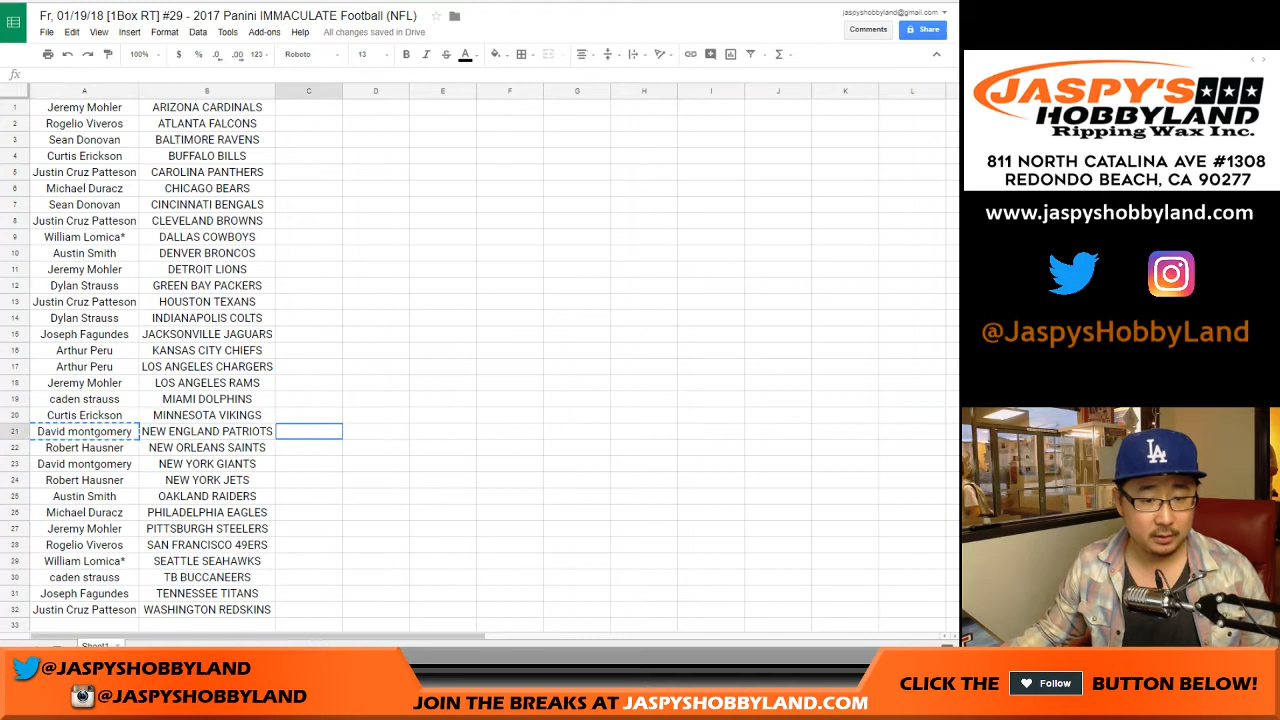 Fr, 01/19/18 [1Box RT] #29 - 2017 Panini IMMACULATE Football (NFL)
jaspyshobbyland@gmail.com
File Edit View Insert Format Data Tools Add-ons Help All changes saved in Drive
Comments Share
100% $ % .0 .00 123 Roboto 13 B I S A
fx
A B C D E F G H I J K L
1 Jeremy Mohler ARIZONA CARDINALS
2 Rogelio Viveros ATLANTA FALCONS
3 Sean Donovan BALTIMORE RAVENS
4 Curtis Erickson BUFFALO BILLS
5 Justin Cruz Patteson CAROLINA PANTHERS
6 Michael Duracz CHICAGO BEARS
7 Sean Donovan CINCINNATI BENGALS
8 Justin Cruz Patteson CLEVELAND BROWNS
9 William Lomica* DALLAS COWBOYS
10 Austin Smith DENVER BRONCOS
11 Jeremy Mohler DETROIT LIONS
12 Dylan Strauss GREEN BAY PACKERS
13 Justin Cruz Patteson HOUSTON TEXANS
14 Dylan Strauss INDIANAPOLIS COLTS
15 Joseph Fagundes JACKSONVILLE JAGUARS
16 Arthur Peru KANSAS CITY CHIEFS
17 Arthur Peru LOS ANGELES CHARGERS
18 Jeremy Mohler LOS ANGELES RAMS
19 caden strauss MIAMI DOLPHINS
20 Curtis Erickson MINNESOTA VIKINGS
21 David montgomery NEW ENGLAND PATRIOTS
22 Robert Hausner NEW ORLEANS SAINTS
23 David montgomery NEW YORK GIANTS
24 Robert Hausner NEW YORK JETS
25 Austin Smith OAKLAND RAIDERS
26 Michael Duracz PHILADELPHIA EAGLES
27 Jeremy Mohler PITTSBURGH STEELERS
28 Rogelio Viveros SAN FRANCISCO 49ERS
29 William Lomica* SEATTLE SEAHAWKS
30 caden strauss TB BUCCANEERS
31 Joseph Fagundes TENNESSEE TITANS
32 Justin Cruz Patteson WASHINGTON REDSKINS
33
Sheet1
JASPY'S
HOBBYLAND
Ripping Wax Inc.
811 NORTH CATALINA AVE #1308
REDONDO BEACH, CA 90277
www.jaspyshobbyland.com
@JaspysHobbyLand
LA
@JASPYSHOBBYLAND
@JASPYSHOBBYLAND
JOIN THE BREAKS AT JASPYSHOBBYLAND.COM
CLICK THE Follow BUTTON BELOW!